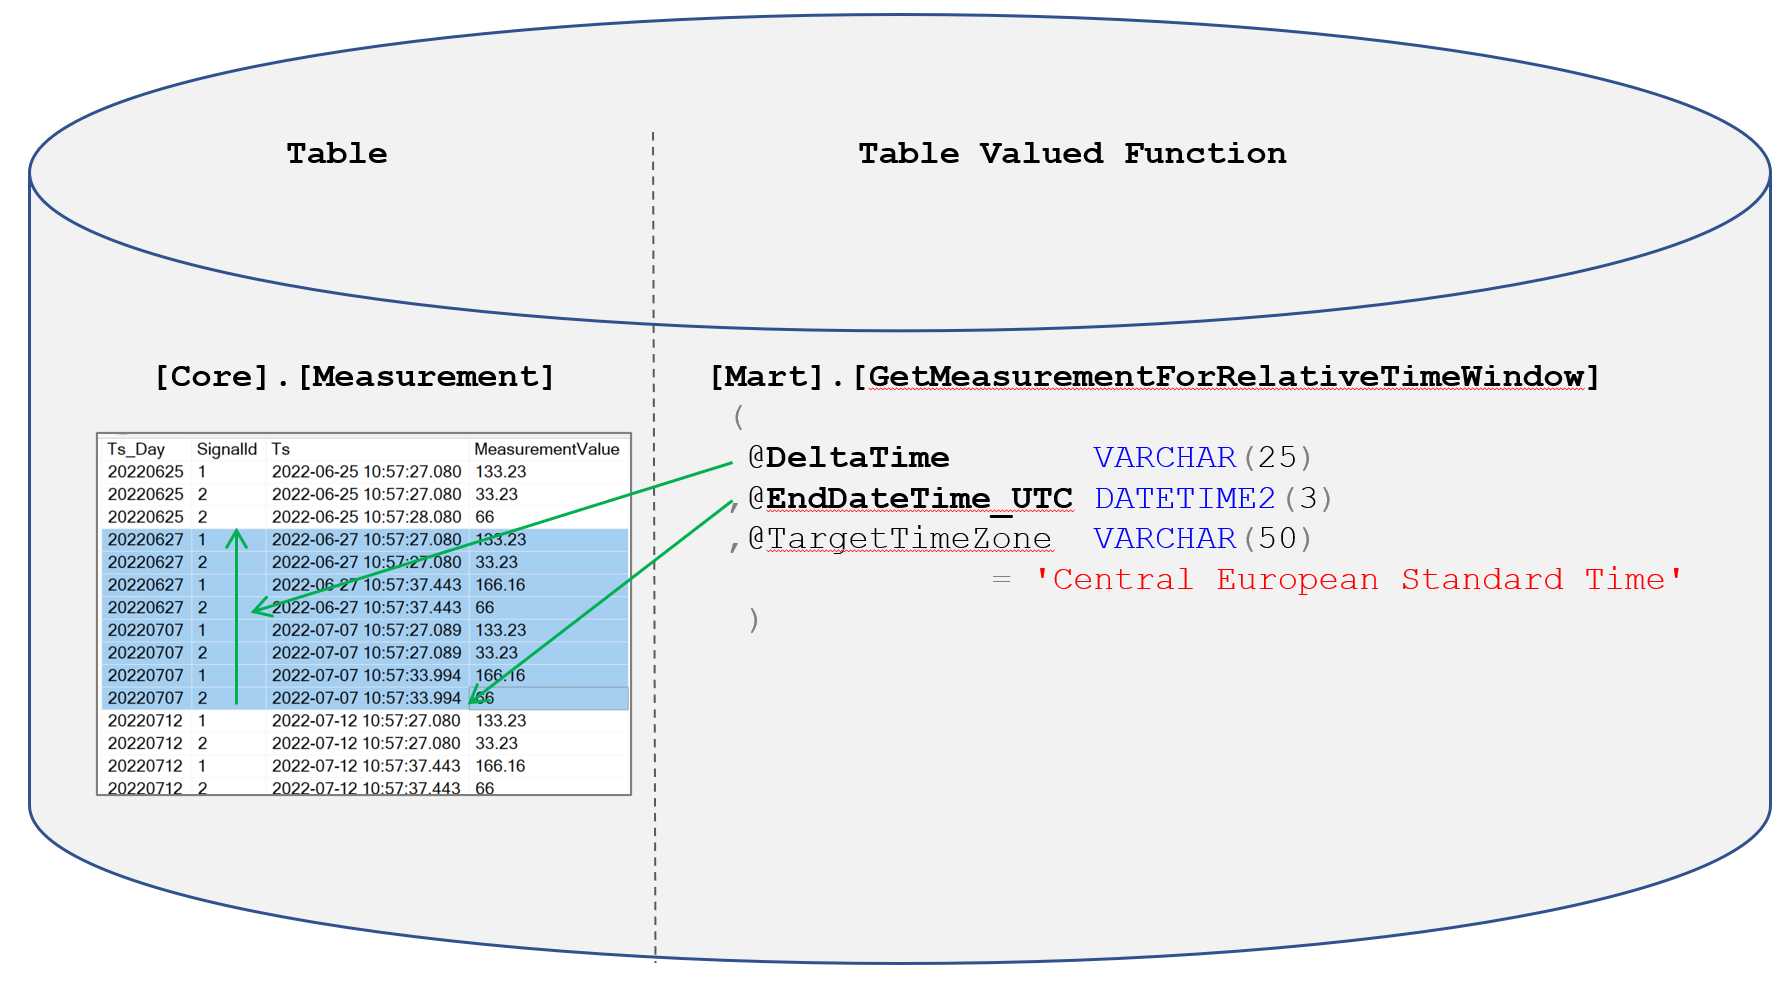 Table
Table Valued Function
[Core].[Measurement]
[Mart].[GetMeasurementForRelativeTimeWindow]
(
@DeltaTime VARCHAR(25)
,@EndDateTime_UTC DATETIME2(3)
,@TargetTimeZone VARCHAR(50)
= 'Central European Standard Time'
)
Ts_Day SignalId Ts MeasurementValue
20220625 1 2022-06-25 10:57:27.080 133.23
20220625 2 2022-06-25 10:57:27.080 33.23
20220625 2 2022-06-25 10:57:28.080 66
20220627 1 2022-06-27 10:57:27.080 133.23
20220627 2 2022-06-27 10:57:27.080 33.23
20220627 1 2022-06-27 10:57:37.443 166.16
20220627 2 2022-06-27 10:57:37.443 66
20220707 1 2022-07-07 10:57:27.089 133.23
20220707 2 2022-07-07 10:57:27.089 33.23
20220707 1 2022-07-07 10:57:33.994 166.16
20220707 2 2022-07-07 10:57:33.994 66
20220712 1 2022-07-12 10:57:27.080 133.23
20220712 2 2022-07-12 10:57:27.080 33.23
20220712 1 2022-07-12 10:57:37.443 166.16
20220712 2 2022-07-12 10:57:37.443 66